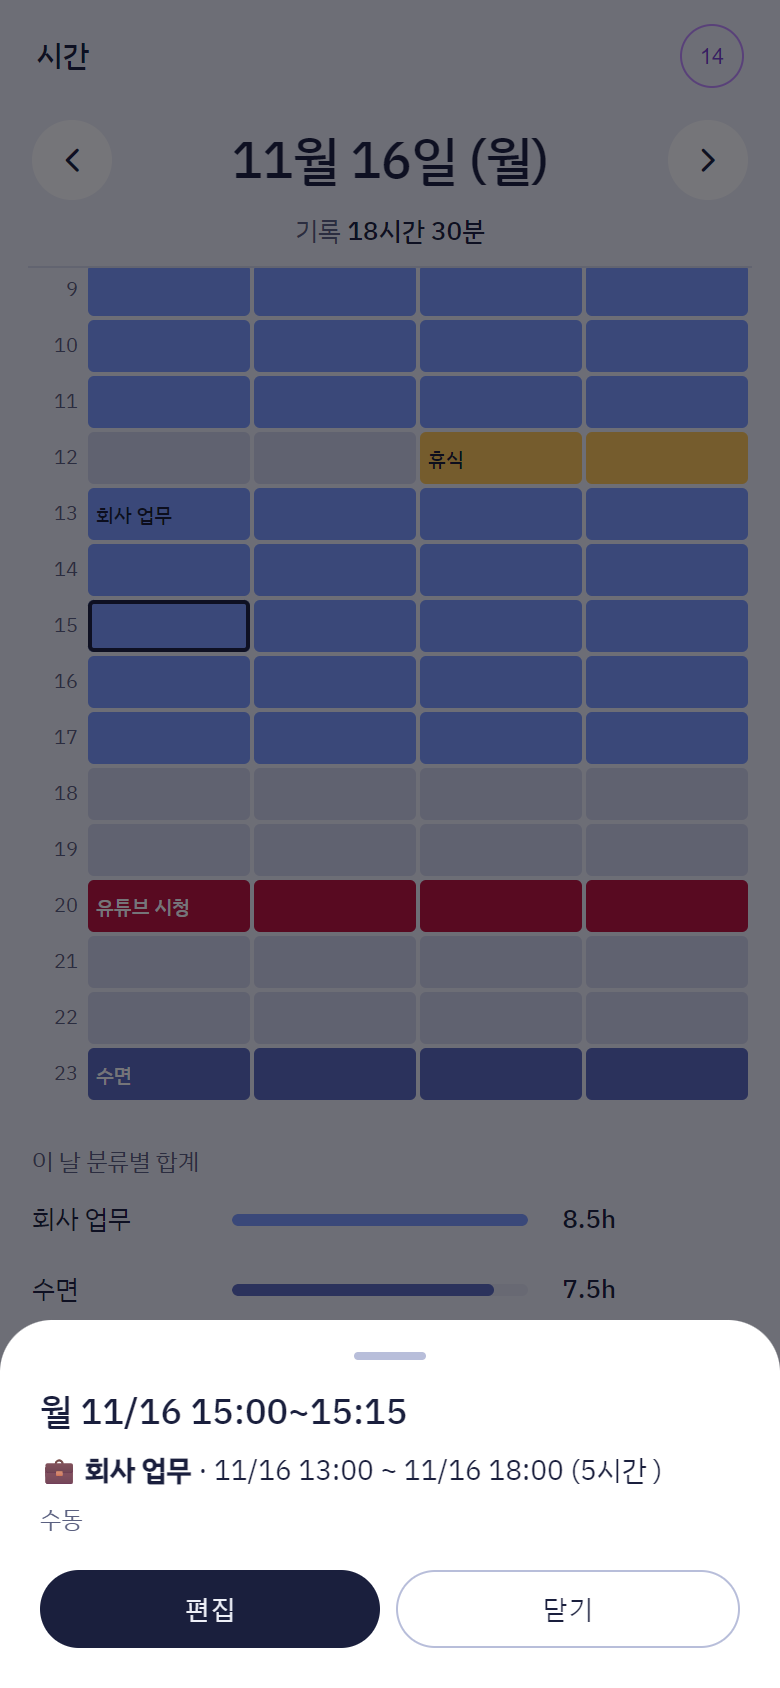 시간
14
11월 16일 (월)
기록 18시간 30분
9
10
11
12 휴식
13 회사 업무
14
15
16
17
18
19
20 유튜브 시청
21
22
23 수면
이 날 분류별 합계
회사 업무 8.5h
수면 7.5h
월 11/16 15:00~15:15
회사 업무 · 11/16 13:00 ~ 11/16 18:00 (5시간 )
수동
편집 닫기